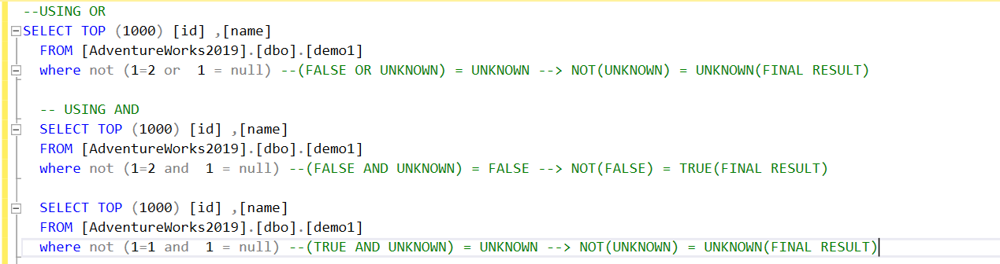 --USING OR
SELECT TOP (1000) [id] ,[name]
FROM [AdventureWorks2019].[dbo].[demo1]
where not (1=2 or  1 = null) --(FALSE OR UNKNOWN) = UNKNOWN --> NOT(UNKNOWN) = UNKNOWN(FINAL RESULT)
-- USING AND
SELECT TOP (1000) [id] ,[name]
FROM [AdventureWorks2019].[dbo].[demo1]
where not (1=2 and  1 = null) --(FALSE AND UNKNOWN) = FALSE --> NOT(FALSE) = TRUE(FINAL RESULT)
SELECT TOP (1000) [id] ,[name]
FROM [AdventureWorks2019].[dbo].[demo1]
where not (1=1 and  1 = null) --(TRUE AND UNKNOWN) = UNKNOWN --> NOT(UNKNOWN) = UNKNOWN(FINAL RESULT)